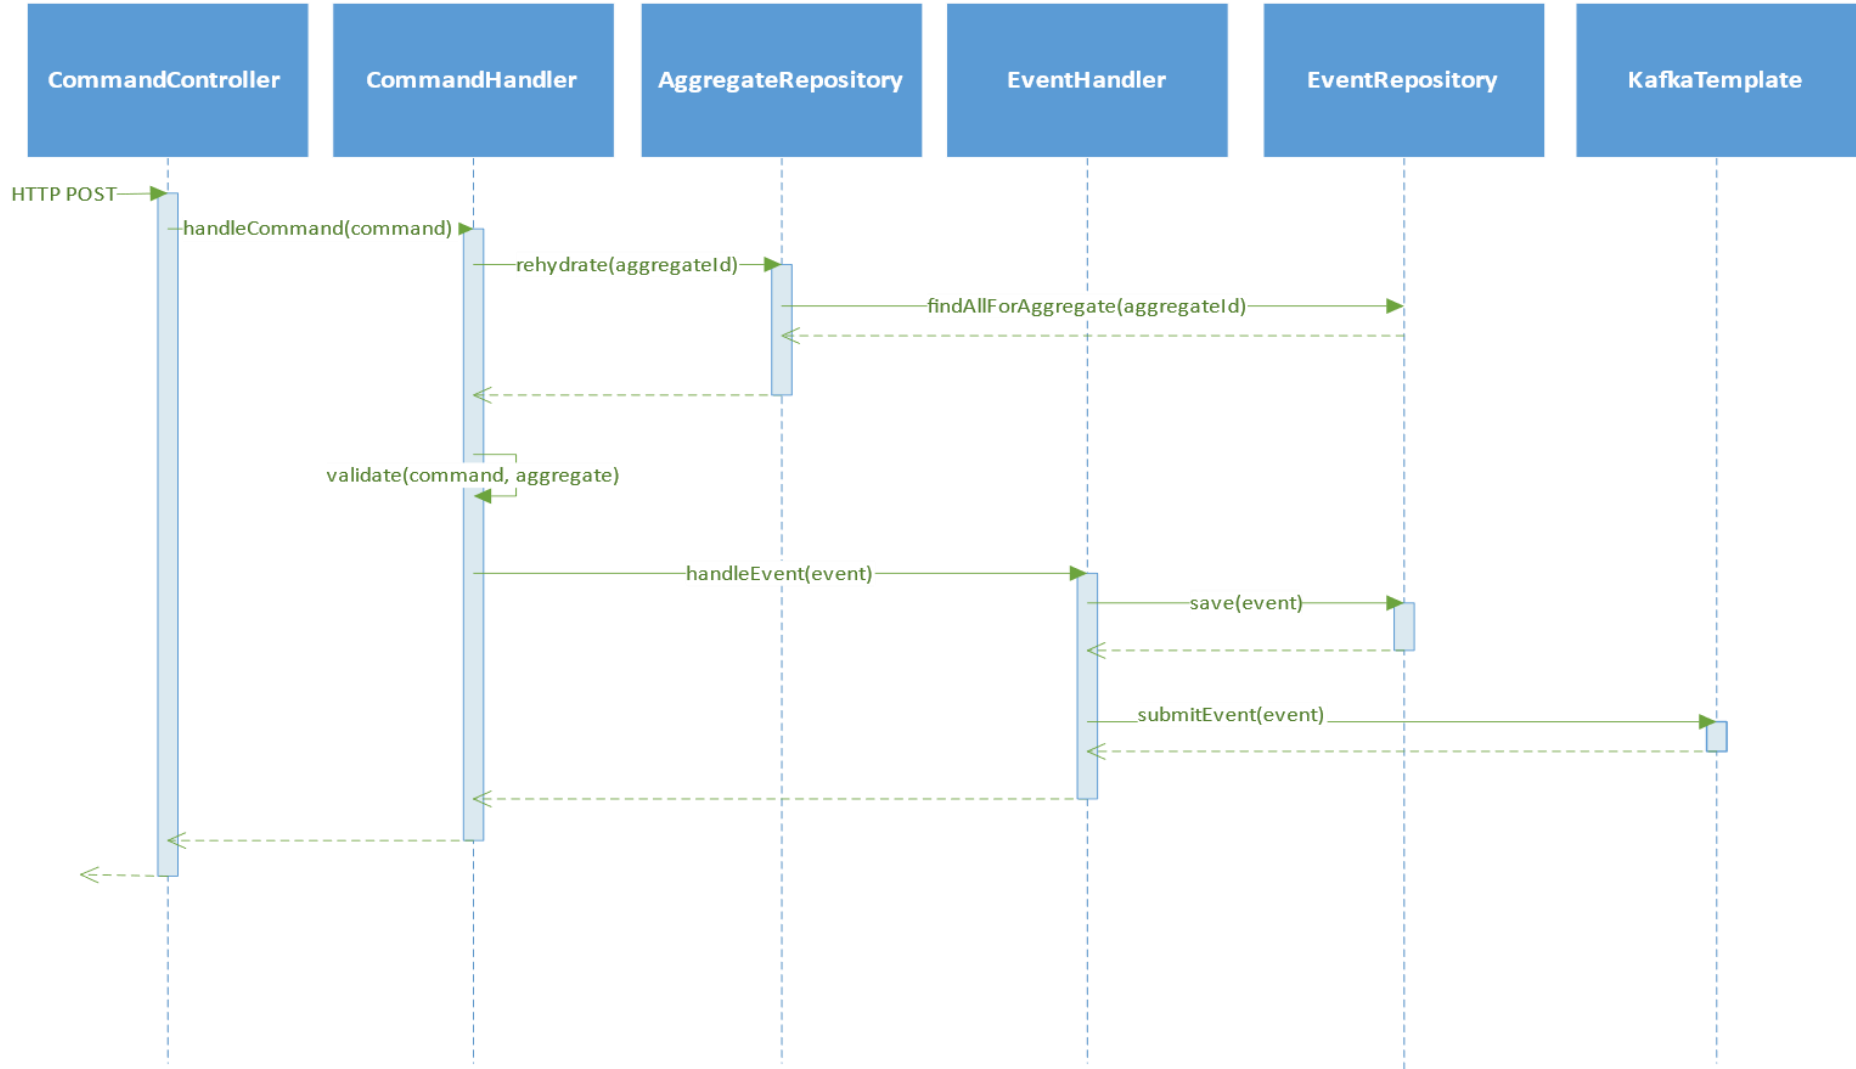 CommandController
CommandHandler
AggregateRepository
EventHandler
EventRepository
KafkaTemplate
HTTP POST
handleCommand(command)
rehydrate(aggregateId)
findAllForAggregate(aggregateId)
validate(command, aggregate)
handleEvent(event)
save(event)
submitEvent(event)